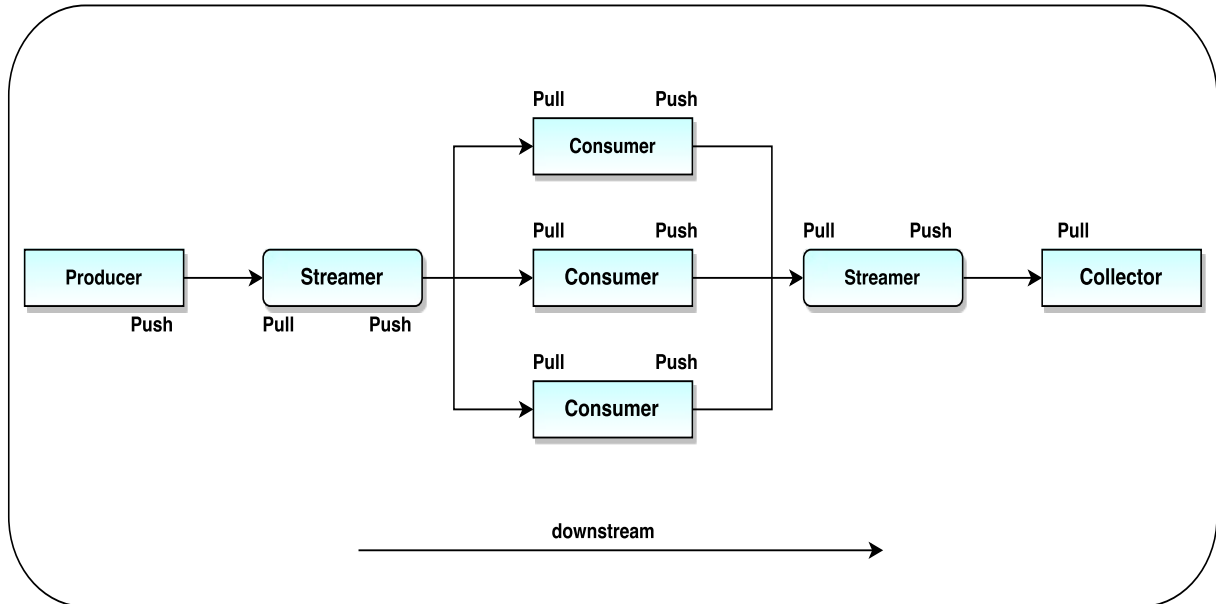 Pull Push
Consumer
Pull Push
Pull Push
Pull
Producer
Streamer
Consumer
Streamer
Collector
Push
Pull Push
Pull Push
Consumer
downstream